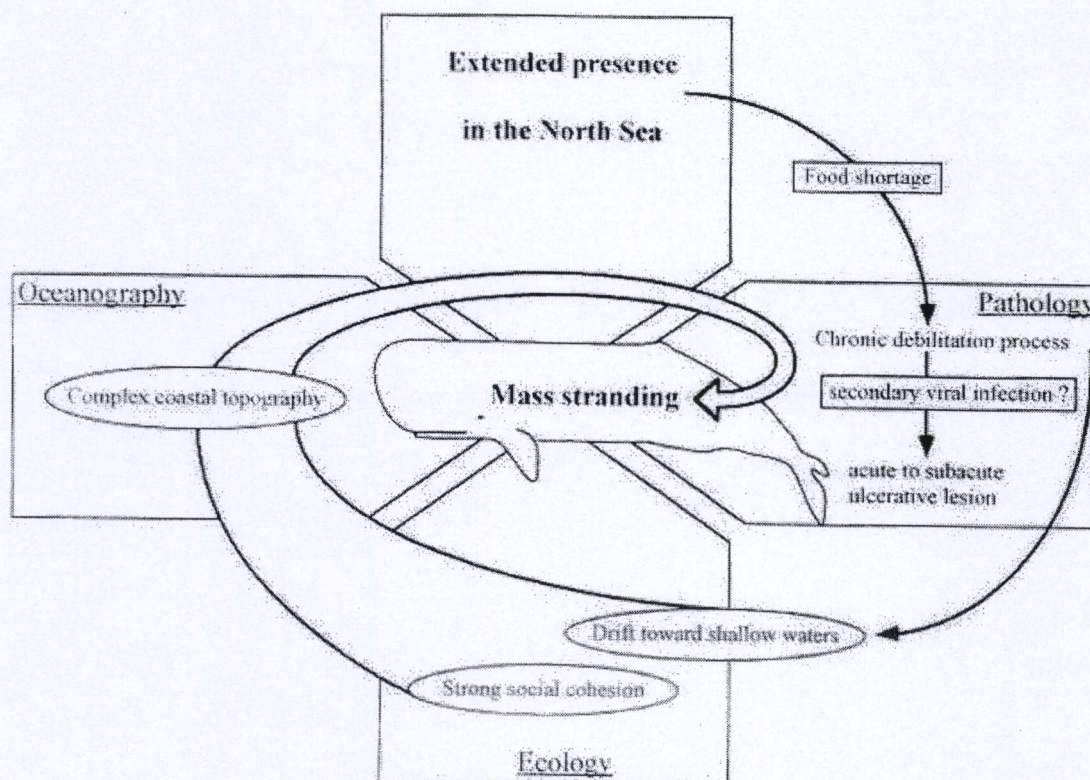 Extended presence
in the North Sea
Food shortage
Oceanography
Pathology
Chronic debilitation process
Complex coastal topography
Mass stranding
secondary viral infection ?
acute to subacute
ulcerative lesion
Drift toward shallow waters
Strong social cohesion
Ecology